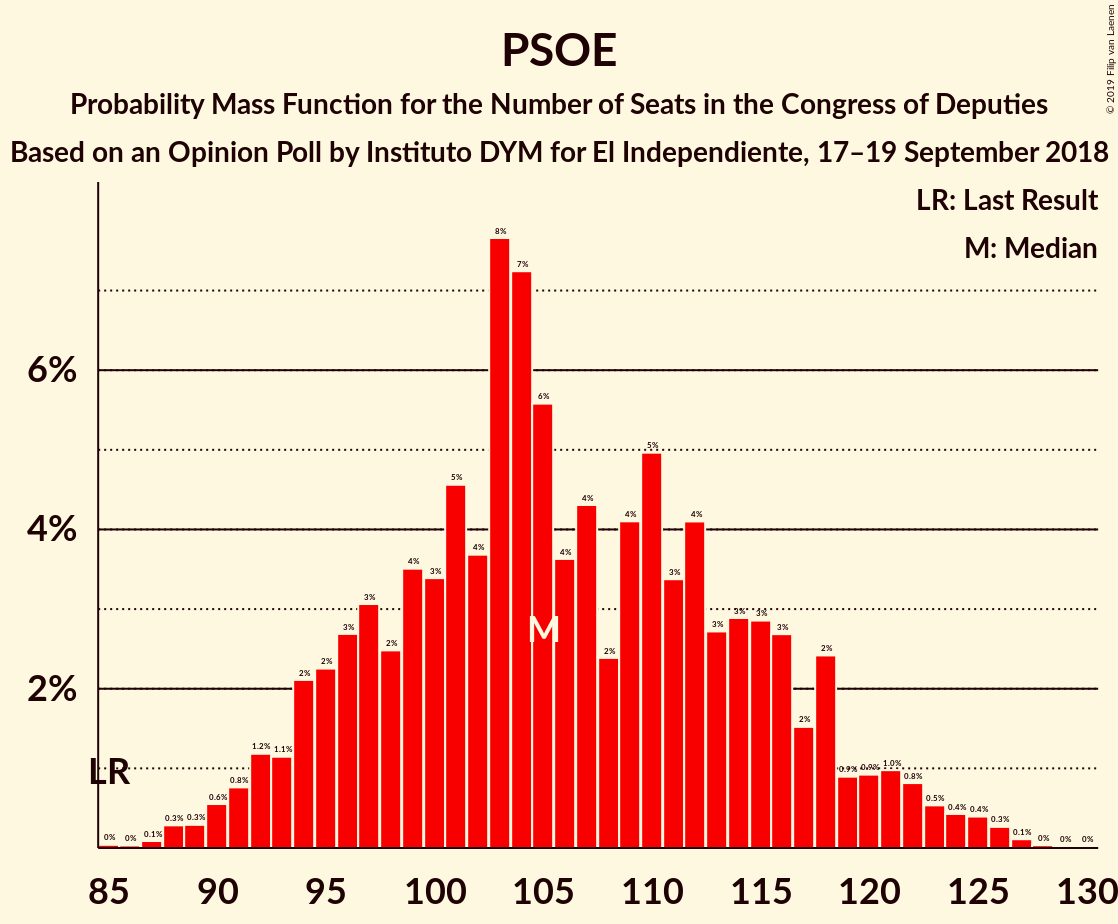 PSOE
Probability Mass Function for the Number of Seats in the Congress of Deputies
Based on an Opinion Poll by Instituto DYM for El Independiente, 17–19 September 2018
© 2019 Filip van Laenen
LR: Last Result
M: Median
6%
4%
2%
LR
M
0% 0% 0.1% 0.3% 0.3% 0.6% 0.8% 1.2% 1.1% 2% 2% 3% 3% 2% 4% 3% 5% 4% 8% 7% 6% 4% 4% 2% 4% 5% 3% 4% 3% 3% 3% 3% 2% 2% 0.9% 0.9% 1.0% 0.8% 0.5% 0.4% 0.4% 0.3% 0.1% 0% 0% 0%
85 90 95 100 105 110 115 120 125 130